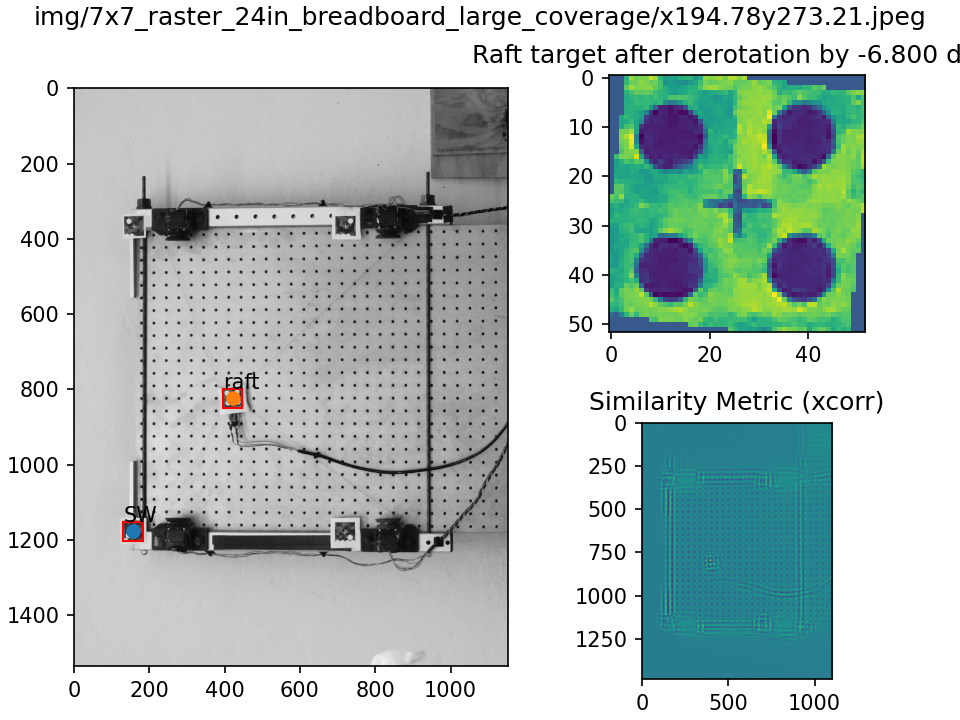 img/7x7_raster_24in_breadboard_large_coverage/x194.78y273.21.jpeg
Raft target after derotation by -6.800 d
0
200
400
600
800
1000
1200
1400
0 200 400 600 800 1000
raft
SW
0
10
20
30
40
50
0 20 40
Similarity Metric (xcorr)
0
250
500
750
1000
1250
0 500 1000